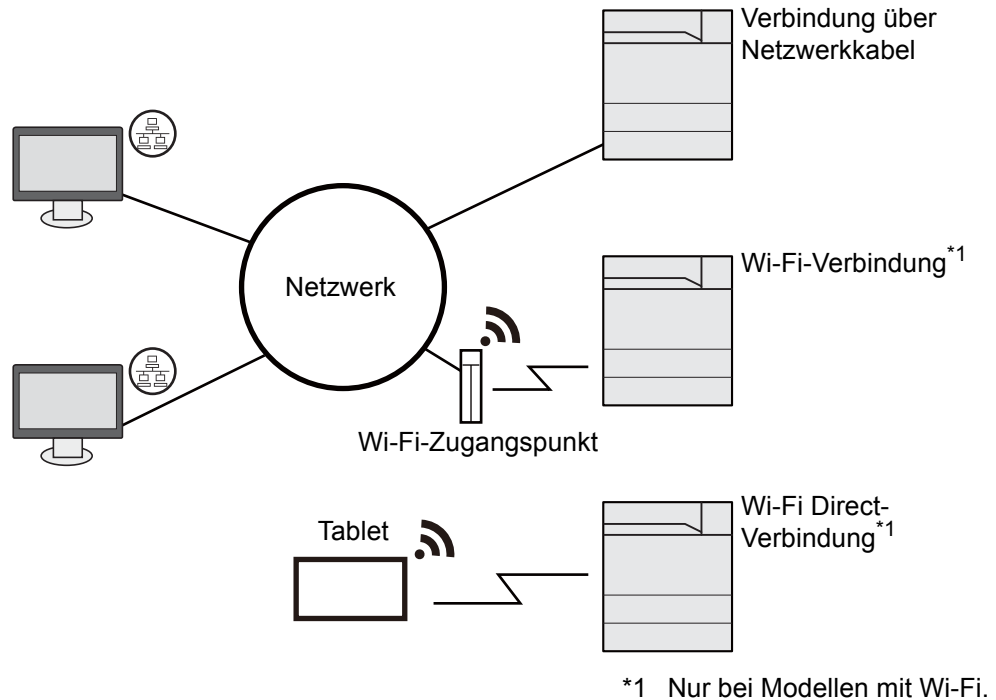 Verbindung über
Netzwerkkabel
Netzwerk
Wi-Fi-Verbindung*1
Wi-Fi-Zugangspunkt
Tablet
Wi-Fi Direct-
Verbindung*1
*1 Nur bei Modellen mit Wi-Fi.